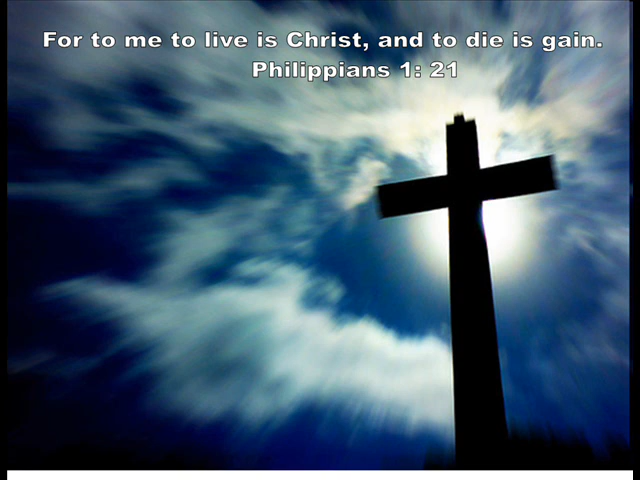 For to me to live is Christ, and to die is gain.
Philippians 1: 21